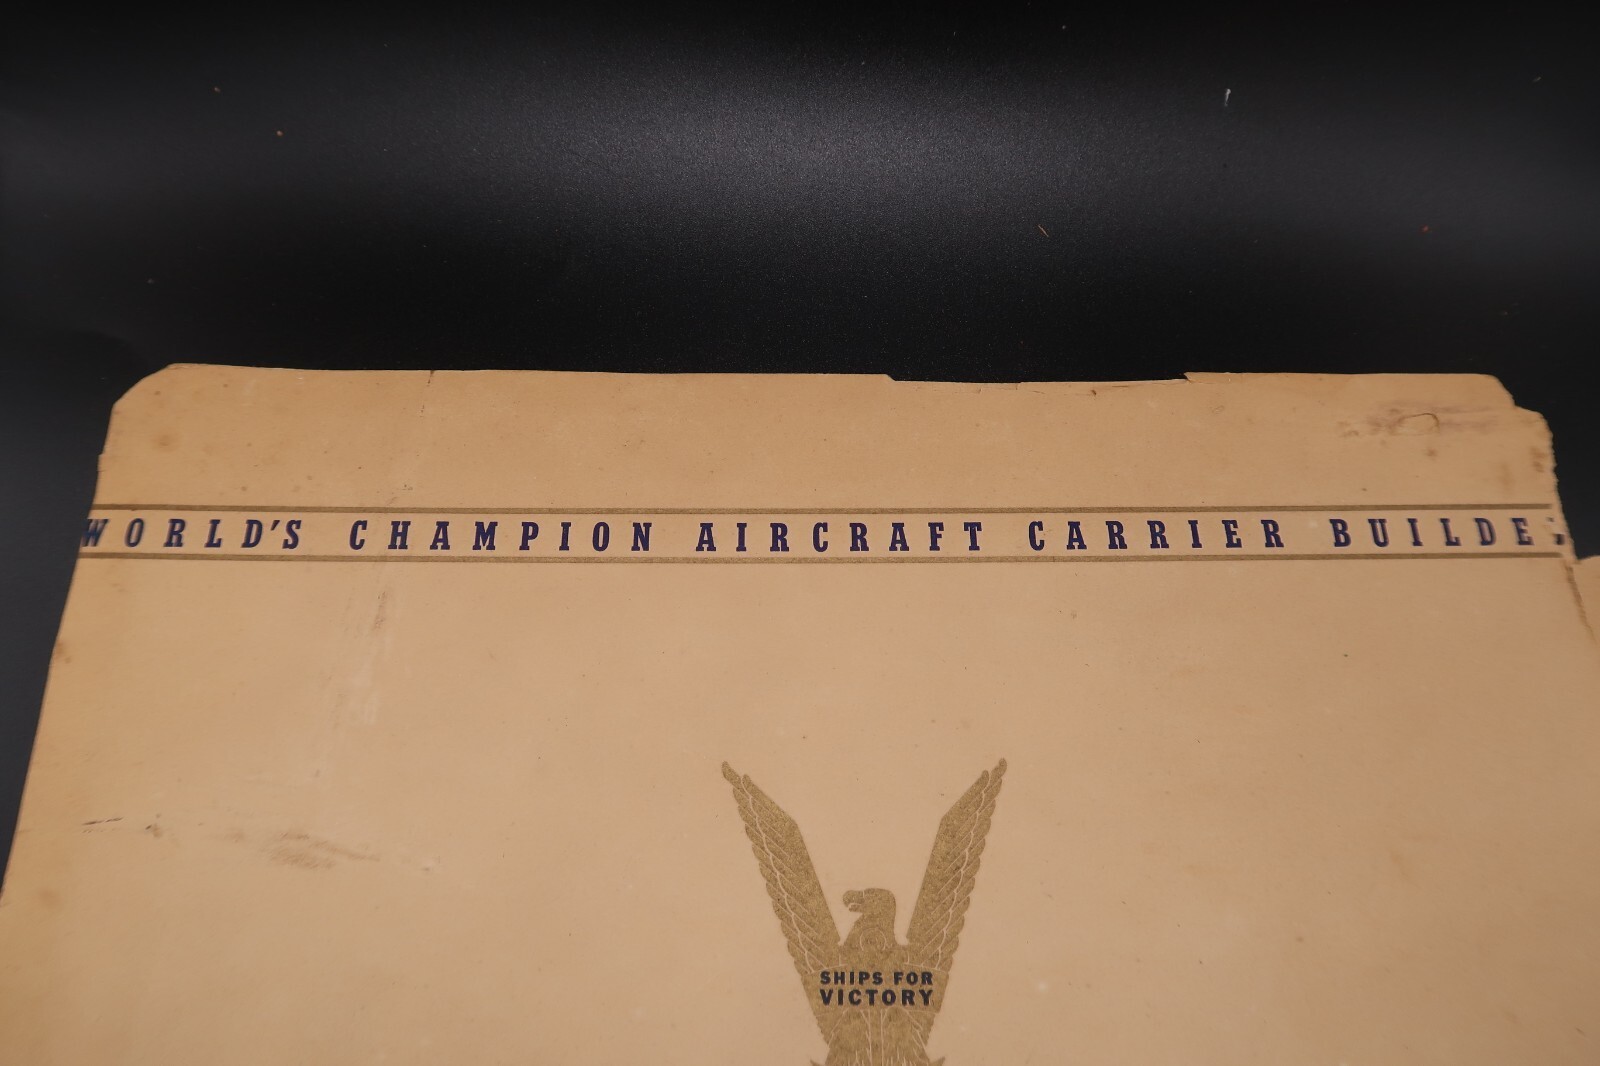 WORLD'S CHAMPION AIRCRAFT CARRIER BUILDE
SHIPS FOR
VICTORY